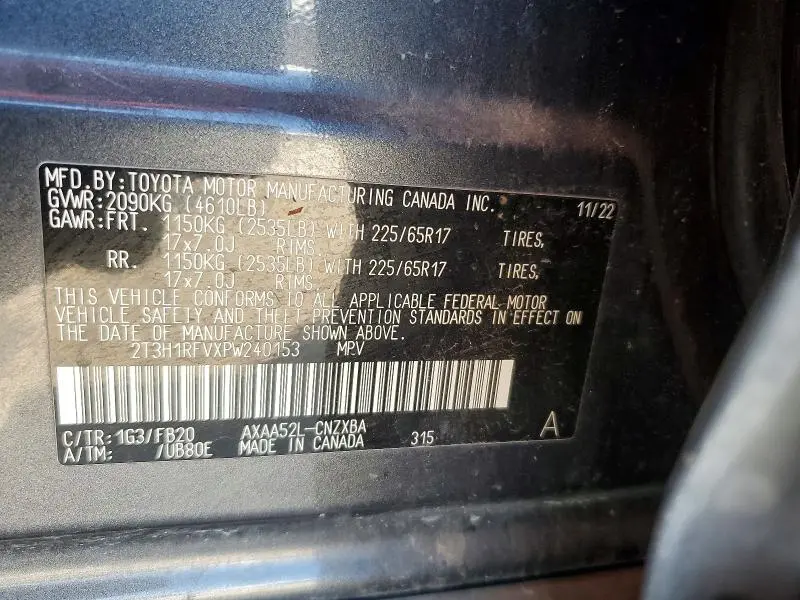 MFD.BY:TOYOTA MOTOR MANUFACTURING CANADA INC.
GVWR:2090KG (4610LB) 11/22
GAWR:FRT. 1150KG (2535LB) WITH 225/65R17 TIRES,
17x7.0J RIMS.
RR. 1150KG (2535LB) WITH 225/65R17 TIRES,
17x7.0J RIMS.
THIS VEHICLE CONFORMS TO ALL APPLICABLE FEDERAL MOTOR
VEHICLE SAFETY AND THEFT PREVENTION STANDARDS IN EFFECT ON
THE DATE OF MANUFACTURE SHOWN ABOVE.
2T3H1RFVXPW240153 MPV
C/TR:1G3/FB20 AXAA52L-CNZXBA
A/TM: /UB80E MADE IN CANADA 315 A